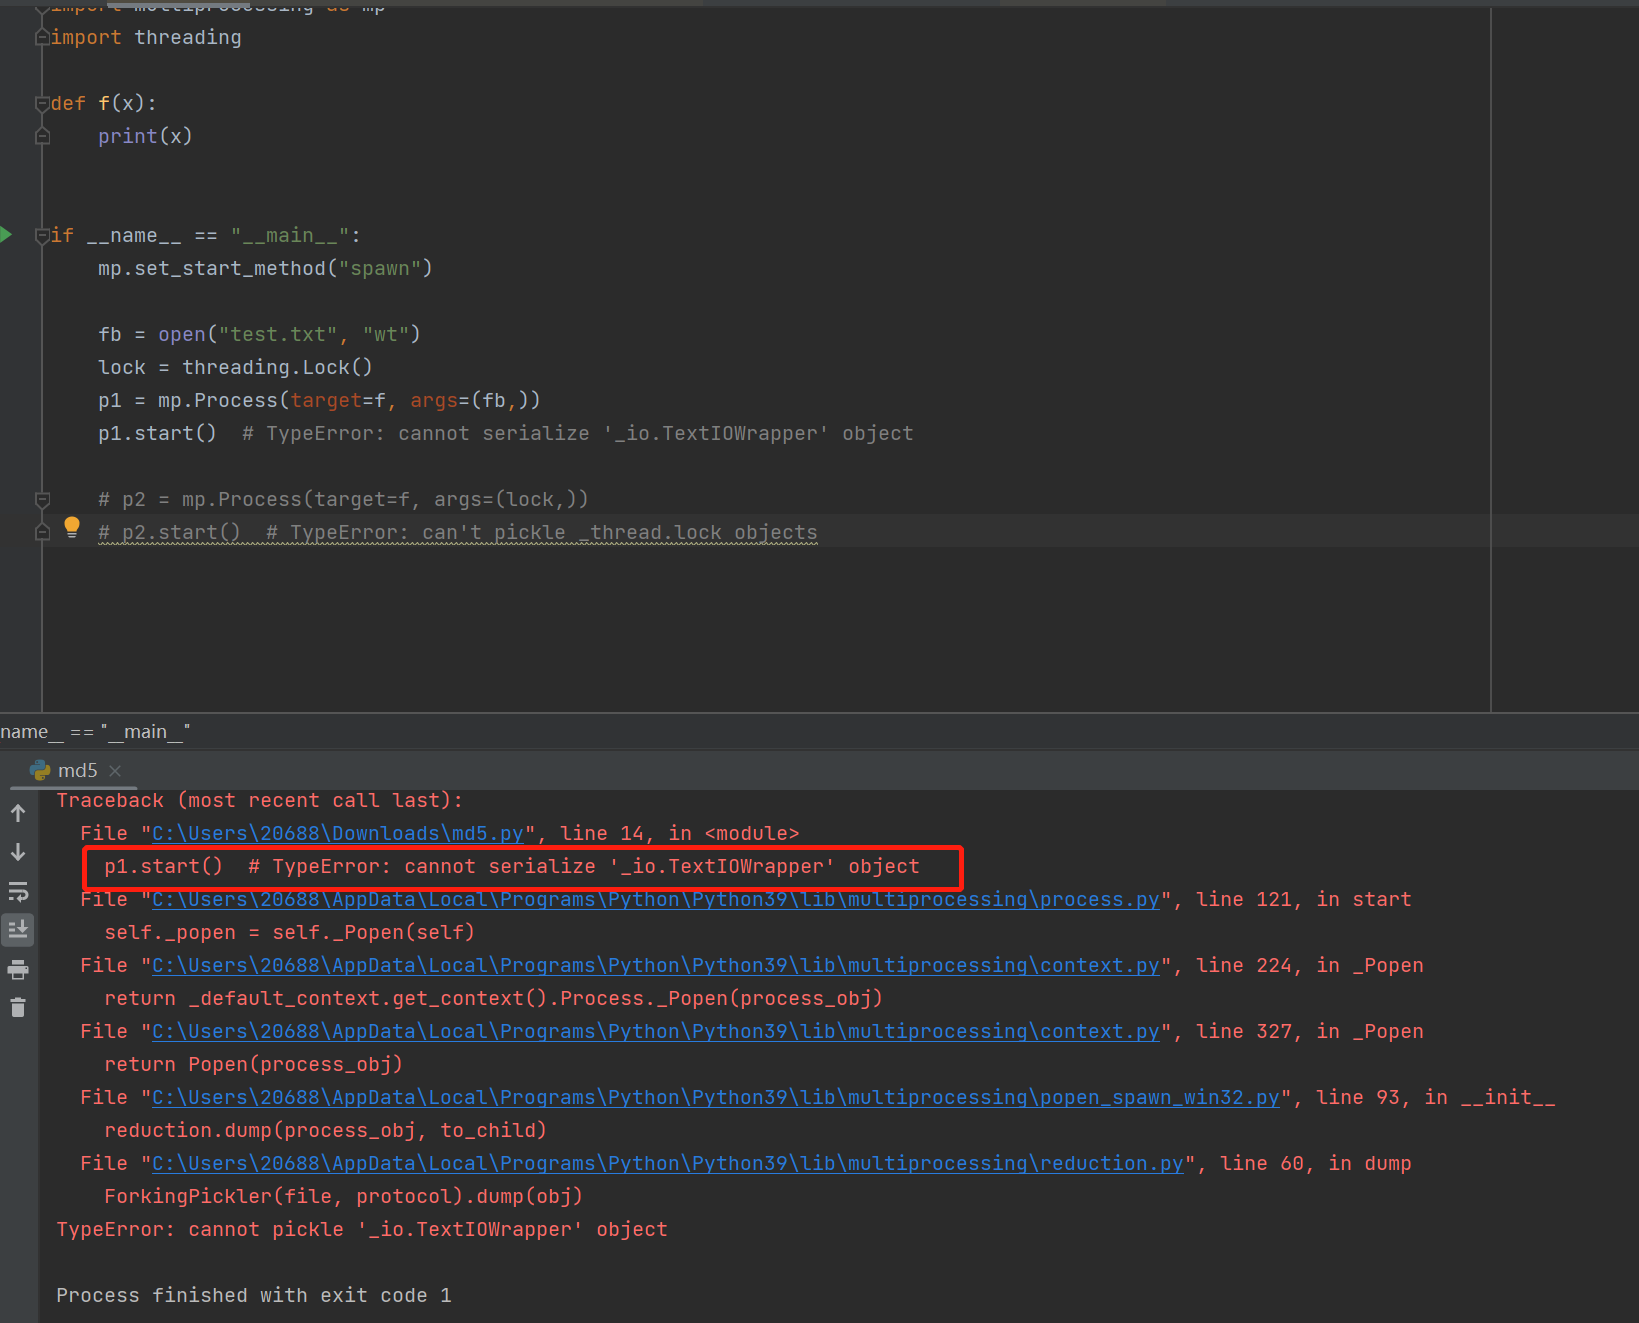 import multiprocessing as mp
import threading
def f(x):
    print(x)
if __name__ == "__main__":
    mp.set_start_method("spawn")
    fb = open("test.txt", "wt")
    lock = threading.Lock()
    p1 = mp.Process(target=f, args=(fb,))
    p1.start()  # TypeError: cannot serialize '_io.TextIOWrapper' object
    # p2 = mp.Process(target=f, args=(lock,))
    # p2.start()  # TypeError: can't pickle _thread.lock objects
name__ == "__main__"
md5
Traceback (most recent call last):
  File "C:\Users\20688\Downloads\md5.py", line 14, in <module>
    p1.start()  # TypeError: cannot serialize '_io.TextIOWrapper' object
  File "C:\Users\20688\AppData\Local\Programs\Python\Python39\lib\multiprocessing\process.py", line 121, in start
    self._popen = self._Popen(self)
  File "C:\Users\20688\AppData\Local\Programs\Python\Python39\lib\multiprocessing\context.py", line 224, in _Popen
    return _default_context.get_context().Process._Popen(process_obj)
  File "C:\Users\20688\AppData\Local\Programs\Python\Python39\lib\multiprocessing\context.py", line 327, in _Popen
    return Popen(process_obj)
  File "C:\Users\20688\AppData\Local\Programs\Python\Python39\lib\multiprocessing\popen_spawn_win32.py", line 93, in __init__
    reduction.dump(process_obj, to_child)
  File "C:\Users\20688\AppData\Local\Programs\Python\Python39\lib\multiprocessing\reduction.py", line 60, in dump
    ForkingPickler(file, protocol).dump(obj)
TypeError: cannot pickle '_io.TextIOWrapper' object
Process finished with exit code 1